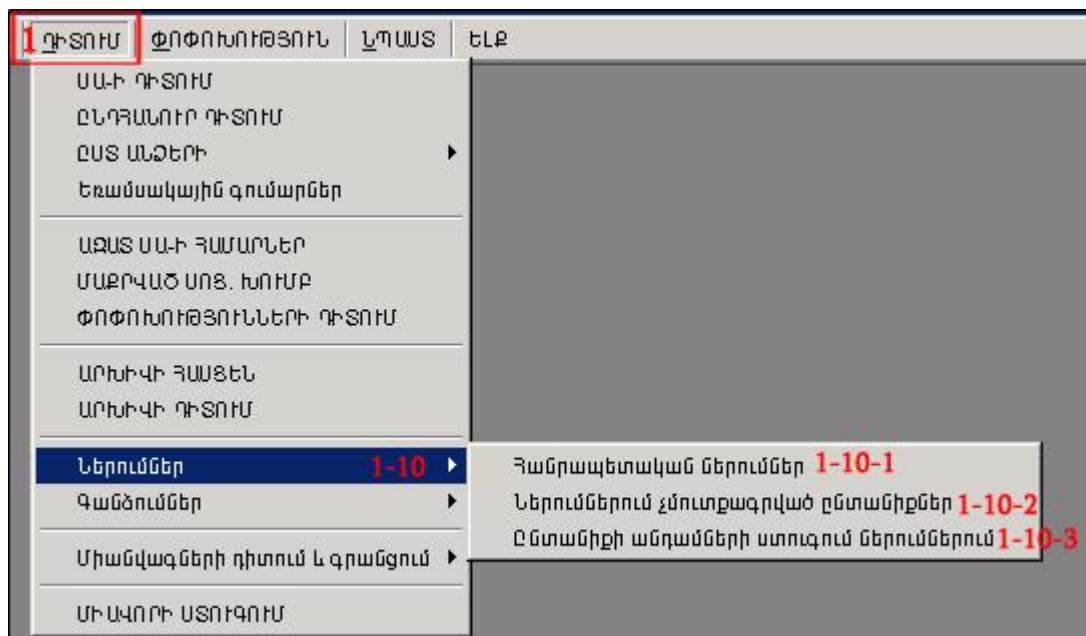 1 ԴԻՏՈՒՄ ՓՈՓՈԽՈՒԹՅՈՒՆ ՆՊԱՍՏ ԵԼՔ
ՍԱ-Ի ԴԻՏՈՒՄ
ԸՆԴՀԱՆՈՒՐ ԴԻՏՈՒՄ
ԸՍՏ ԱՆՁԵՐԻ
Եռամսակային գումարներ
ԱԶԱՏ ՍԱ-Ի ՀԱՄԱՐՆԵՐ
ՄԱՔՐՎԱԾ ՍՈՑ. ԽՈՒՄԲ
ՓՈՓՈԽՈՒԹՅՈՒՆՆԵՐԻ ԴԻՏՈՒՄ
ԱՐԽԻՎԻ ՀԱՍՑԵՆ
ԱՐԽԻՎԻ ԴԻՏՈՒՄ
Ներումներ 1-10
Հանրապետական ներումներ 1-10-1
Գանձումներ
Ներումներում չմուտքագրված ընտանիքներ 1-10-2
Ընտանիքի անդամների ստուգում ներումներում 1-10-3
Միանվագների դիտում և գրանցում
ՄԻԱՎՈՐԻ ՍՏՈՒԳՈՒՄ